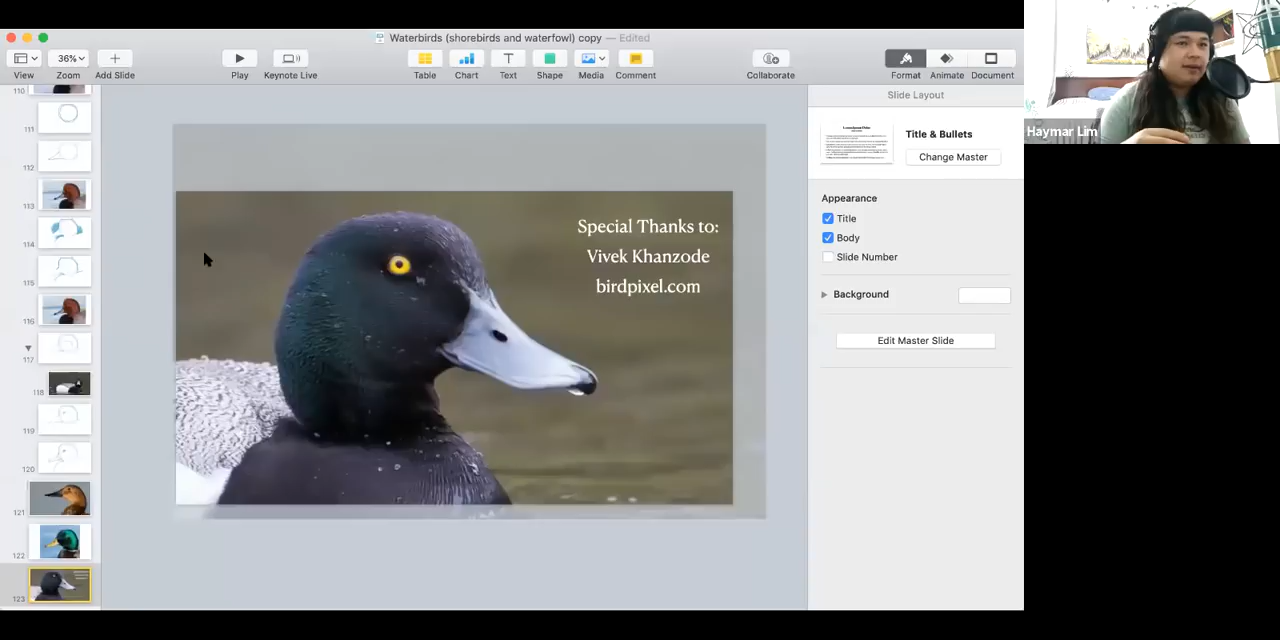 Waterbirds (shorebirds and waterfowl) copy — Edited
36%
View
Zoom
Add Slide
Play
Keynote Live
Table
Chart
Text
Shape
Media
Comment
Collaborate
Format
Animate
Document
110
111
112
113
114
115
116
117
118
119
120
121
122
123
Special Thanks to:
Vivek Khanzode
birdpixel.com
Slide Layout
Title & Bullets
Change Master
Appearance
Title
Body
Slide Number
Background
Edit Master Slide
Haymar Lim